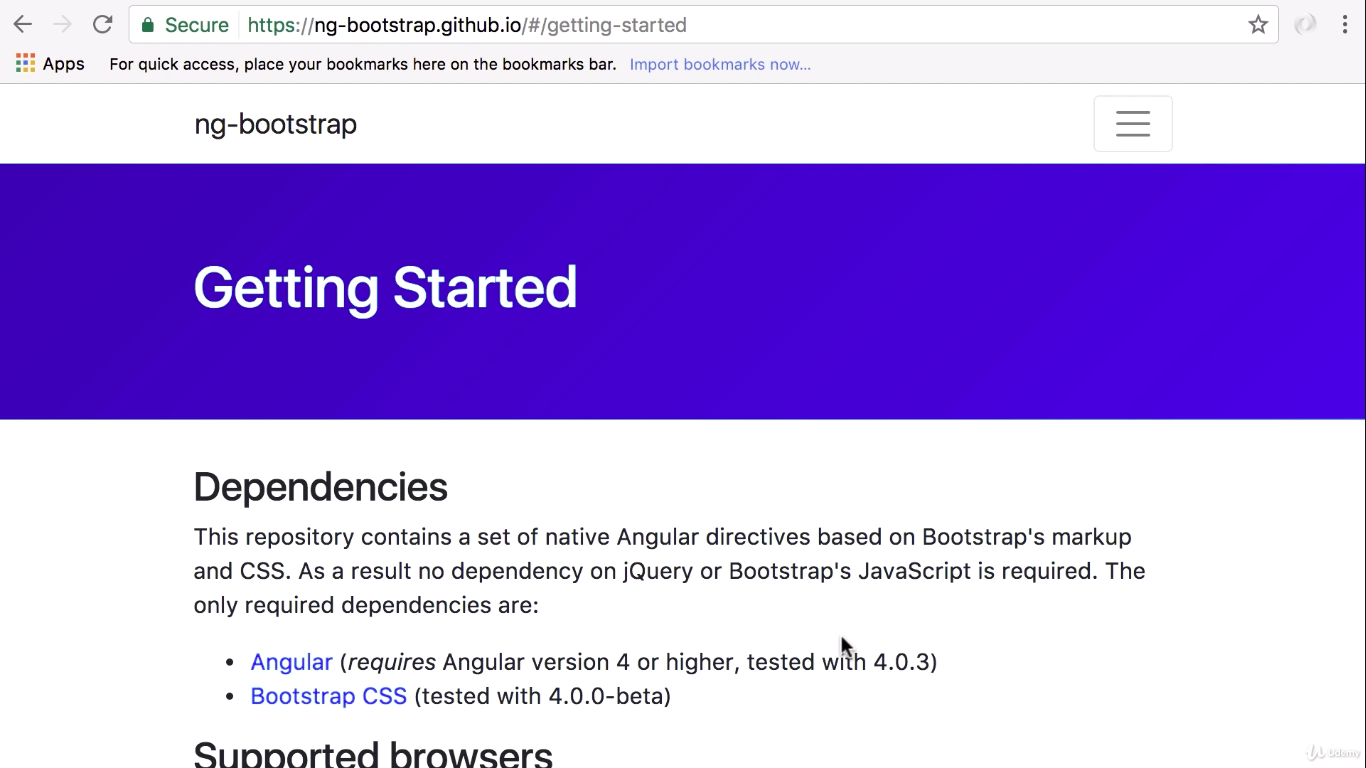 Secure https://ng-bootstrap.github.io/#/getting-started
Apps For quick access, place your bookmarks here on the bookmarks bar. Import bookmarks now...
ng-bootstrap
Getting Started
Dependencies
This repository contains a set of native Angular directives based on Bootstrap's markup
and CSS. As a result no dependency on jQuery or Bootstrap's JavaScript is required. The
only required dependencies are:
• Angular (requires Angular version 4 or higher, tested with 4.0.3)
• Bootstrap CSS (tested with 4.0.0-beta)
Supported browsers
Udemy